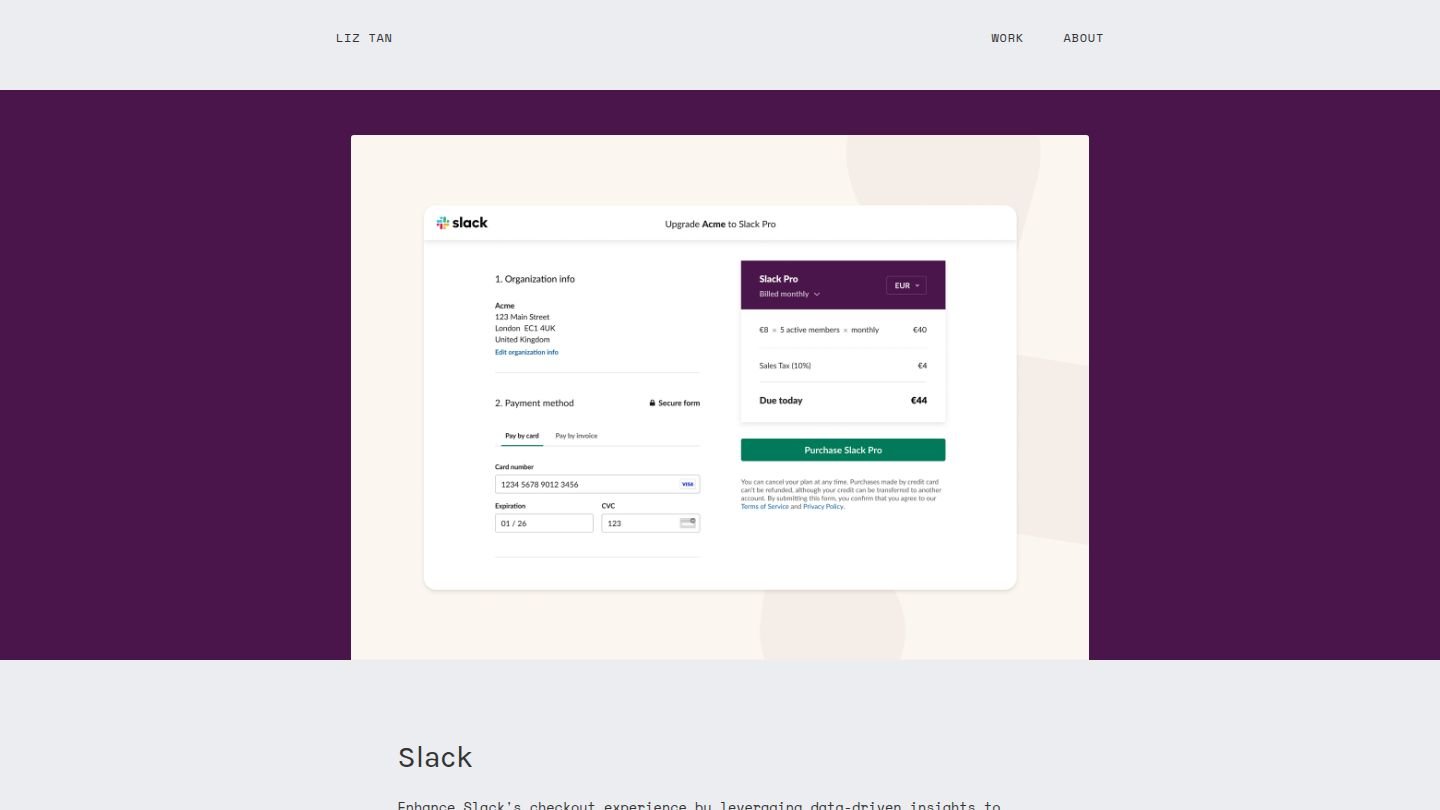 LIZ TAN
WORK
ABOUT
slack
Upgrade Acme to Slack Pro
1. Organization info
Acme
123 Main Street
London EC1 4UK
United Kingdom
Edit organization info
2. Payment method
Secure form
Pay by card
Pay by invoice
Card number
1234 5678 9012 3456
VISA
Expiration
CVC
01 / 26
123
Slack Pro
Billed monthly
EUR
€8 × 5 active members × monthly
€40
Sales Tax (10%)
€4
Due today
€44
Purchase Slack Pro
You can cancel your plan at any time. Purchases made by credit card
can't be refunded, although your credit can be transferred to another
account. By submitting this form, you confirm that you agree to our
Terms of Service and Privacy Policy.
Slack
Enhance Slack's checkout experience by leveraging data-driven insights to